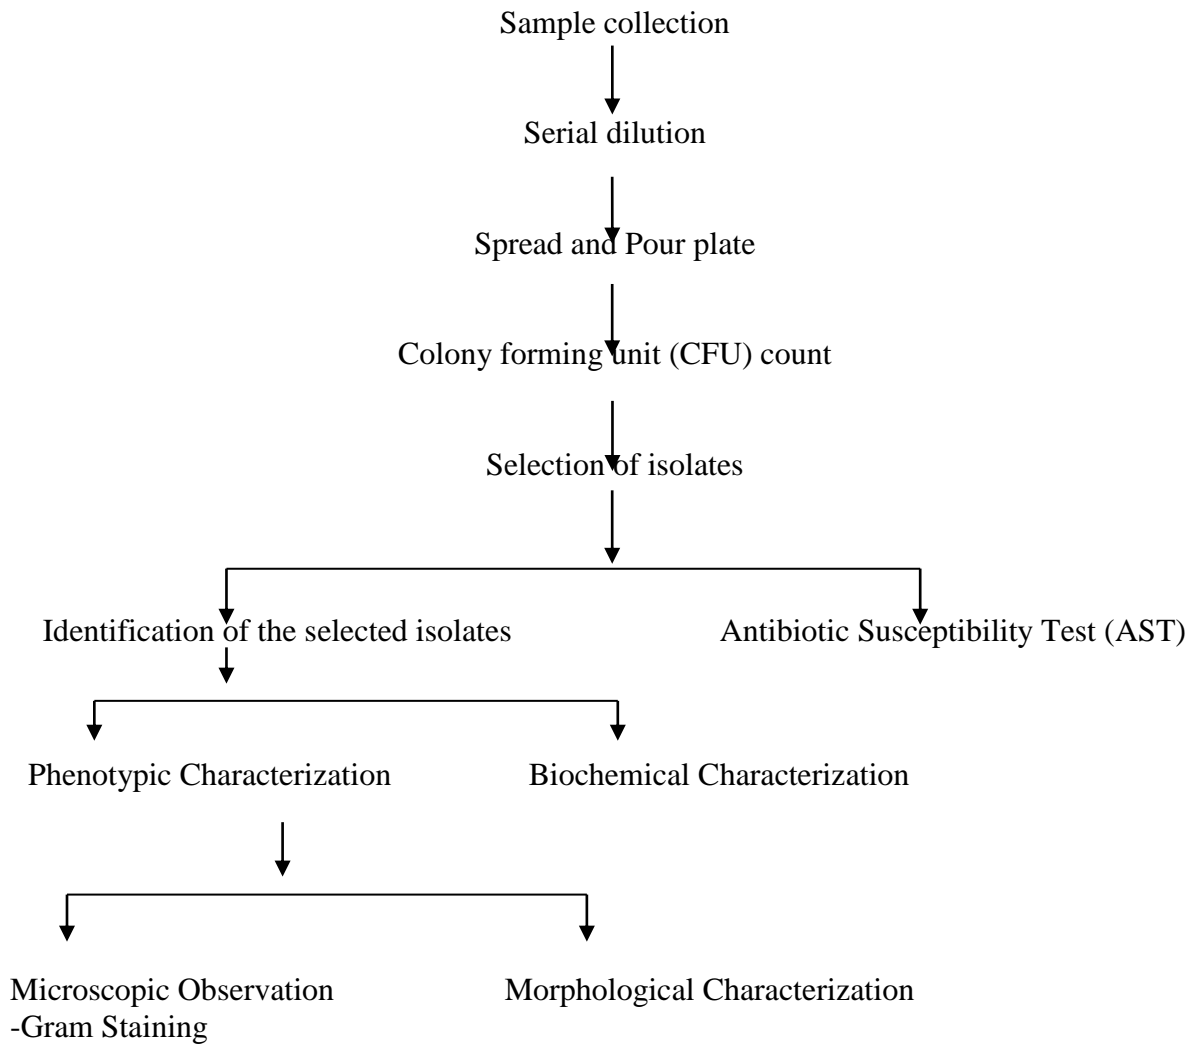 Sample collection
Serial dilution
Spread and Pour plate
Colony forming unit (CFU) count
Selection of isolates
Identification of the selected isolates
Antibiotic Susceptibility Test (AST)
Phenotypic Characterization
Biochemical Characterization
Microscopic Observation
-Gram Staining
Morphological Characterization